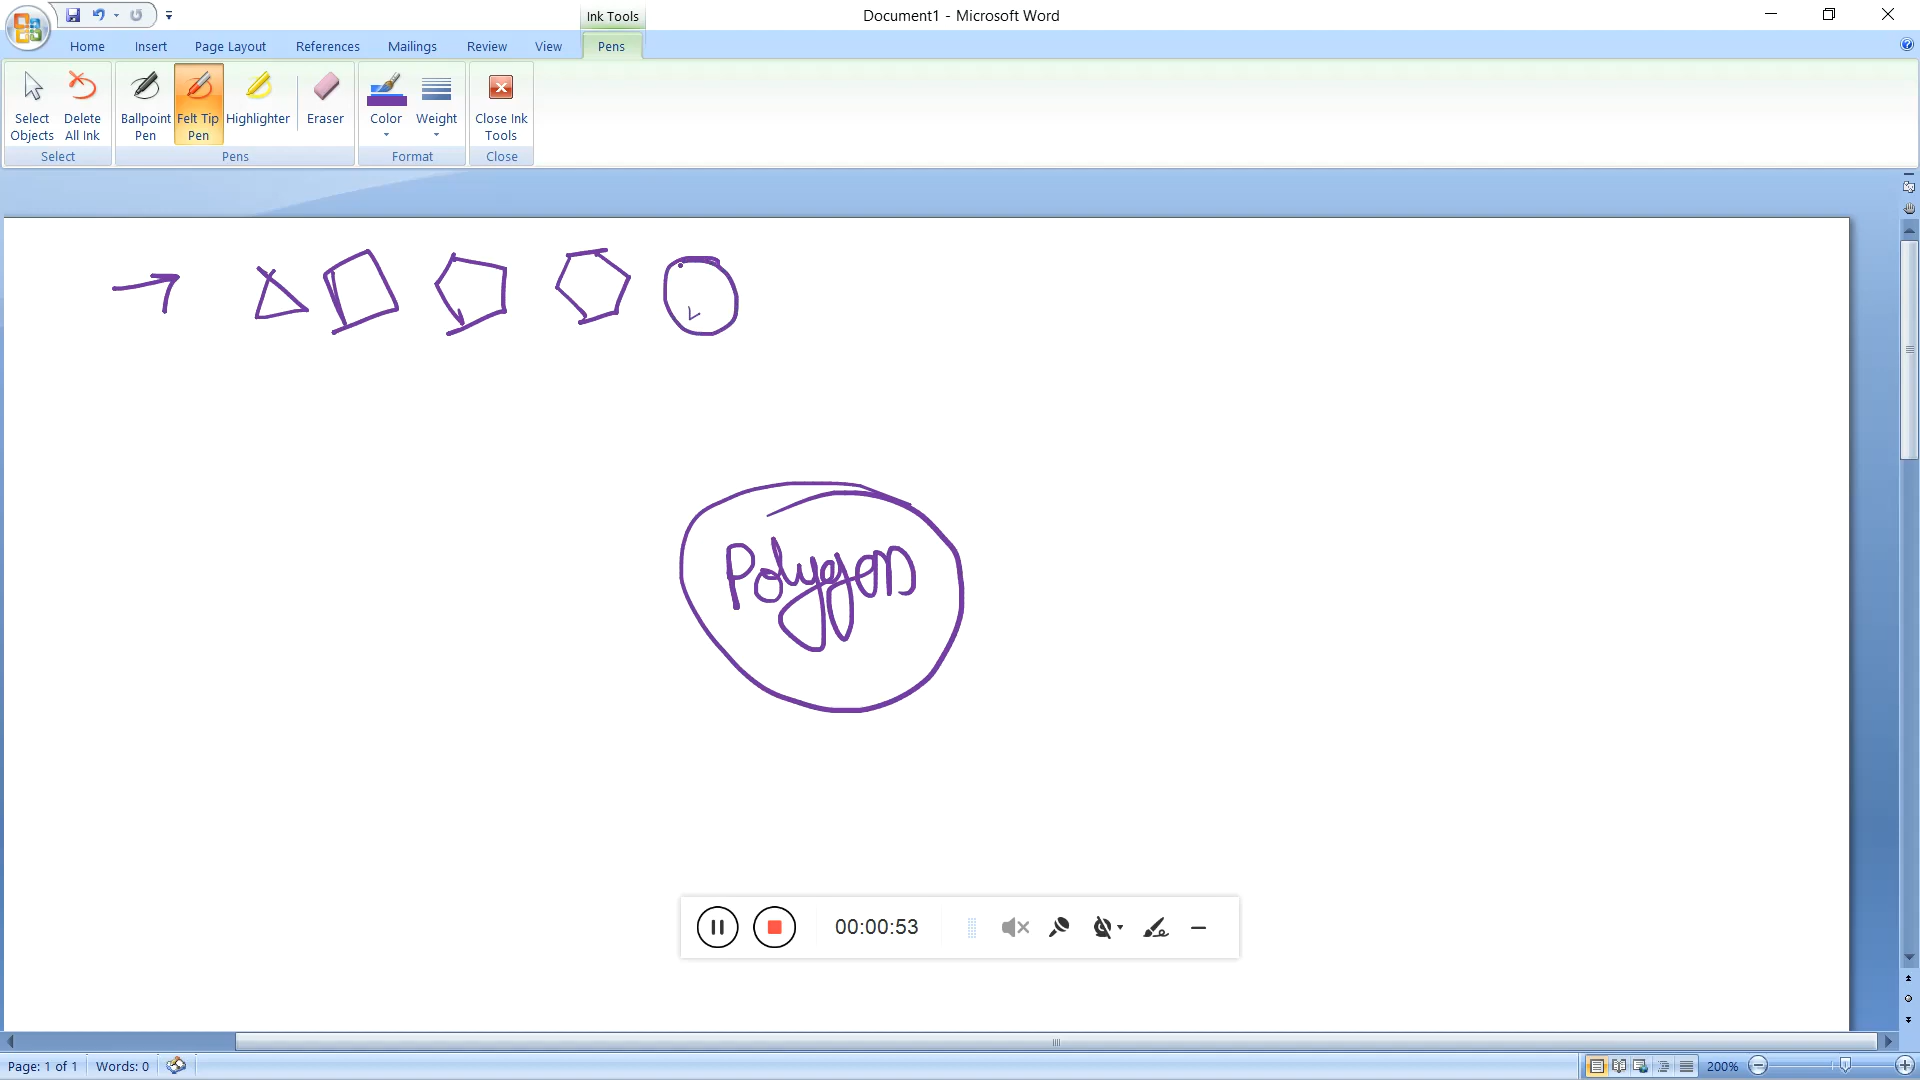 Ink Tools
Document1 - Microsoft Word
Home Insert Page Layout References Mailings Review View Pens
Select Objects
Delete All Ink
Ballpoint Pen
Felt Tip Pen
Highlighter
Eraser
Color
Weight
Close Ink Tools
Select
Pens
Format
Close
Polygon
00:00:53
Page: 1 of 1 Words: 0
200%